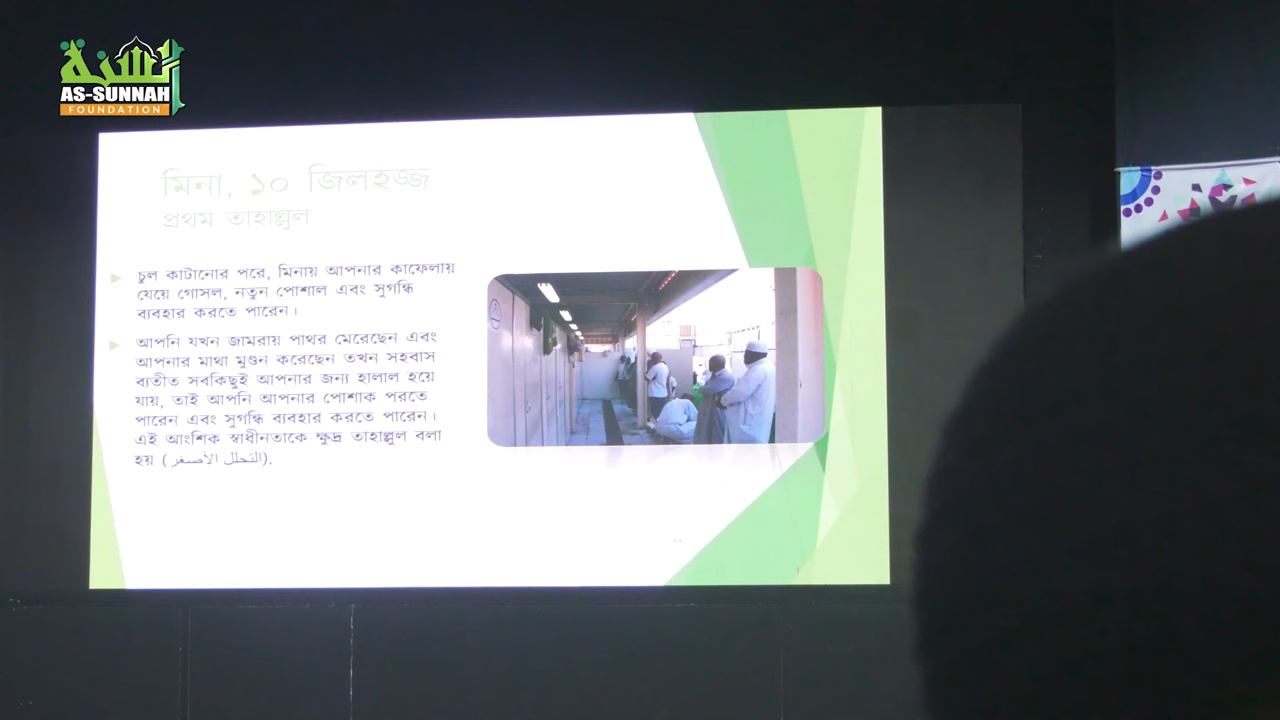 السنة
AS-SUNNAH
FOUNDATION
মিনা, ১০ জিলহজ্জ
প্রথম তাহাল্লুল
চুল কাটানোর পরে, মিনায় আপনার কাফেলায়
যেয়ে গোসল, নতুন পোশাল এবং সুগন্ধি
ব্যবহার করতে পারেন।
আপনি যখন জামরায় পাথর মেরেছেন এবং
আপনার মাথা মুণ্ডন করেছেন তখন সহবাস
ব্যতীত সবকিছুই আপনার জন্য হালাল হয়ে
যায়, তাই আপনি আপনার পোশাক পরতে
পারেন এবং সুগন্ধি ব্যবহার করতে পারেন।
এই আংশিক স্বাধীনতাকে ক্ষুদ্র তাহাল্লুল বলা
হয় (التحلل الأصغر).